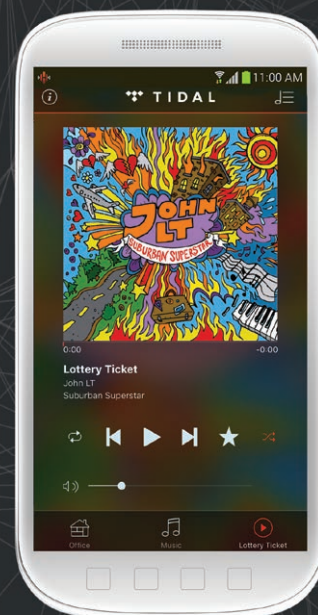 11:00 AM
TIDAL
JOHN
LT
SUBURBAN SUPERSTAR
0:00
-0:00
Lottery Ticket
John LT
Suburban Superstar
Office
Music
Lottery Ticket